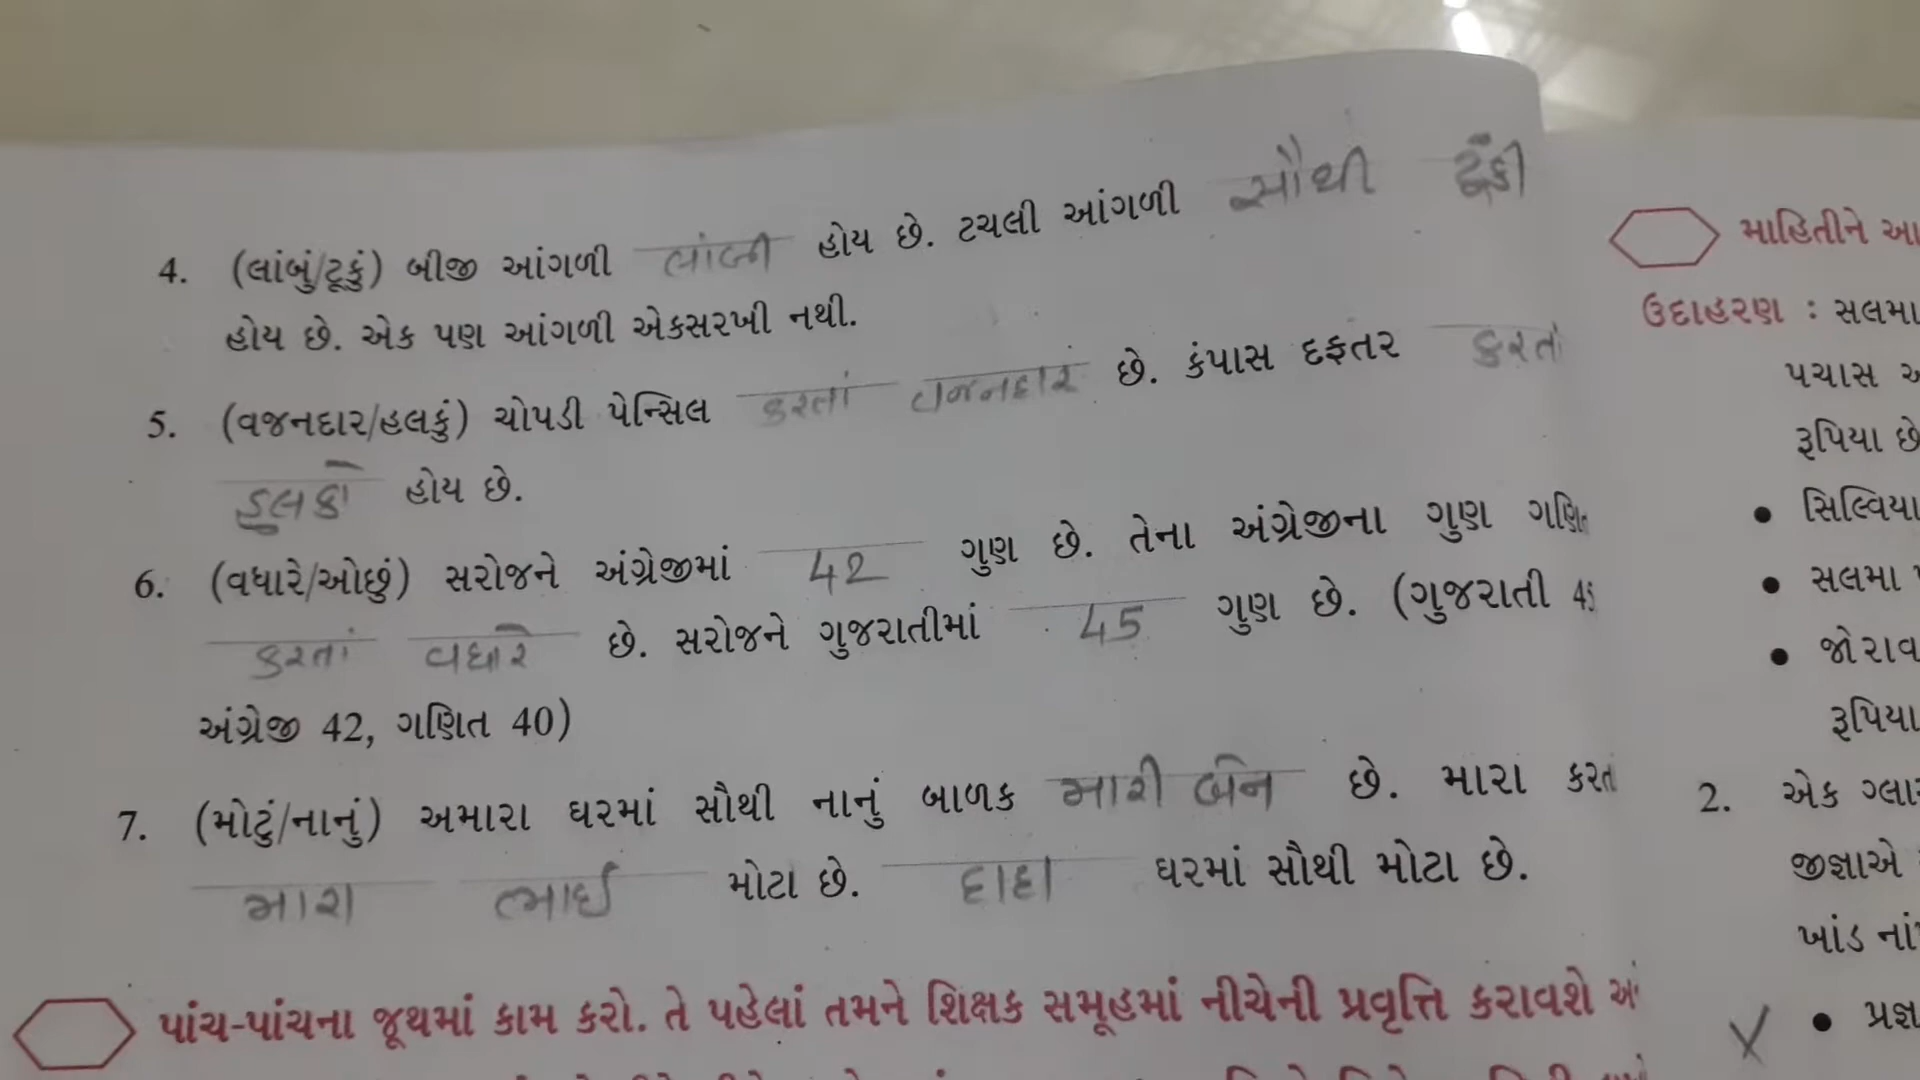 4. (લાંબું/ટૂકું) બીજી આંગળી લાંબી હોય છે. ટચલી આંગળી સૌથી ટૂંકી
હોય છે. એક પણ આંગળી એકસરખી નથી.
5. (વજનદાર/હલકું) ચોપડી પેન્સિલ કરતાં વજનદાર છે. કંપાસ દફતર કરતાં
હલકો હોય છે.
6. (વધારે/ઓછું) સરોજને અંગ્રેજીમાં 42 ગુણ છે. તેના અંગ્રેજીના ગુણ ગણિત
કરતાં વધારે છે. સરોજને ગુજરાતીમાં 45 ગુણ છે. (ગુજરાતી
અંગ્રેજી 42, ગણિત 40)
7. (મોટું/નાનું) અમારા ઘરમાં સૌથી નાનું બાળક મારી બેન છે. મારા કરતાં
મારા ભાઈ મોટા છે. દાદા ઘરમાં સૌથી મોટા છે.
પાંચ-પાંચના જૂથમાં કામ કરો. તે પહેલાં તમને શિક્ષક સમૂહમાં નીચેની પ્રવૃત્તિ કરાવશે
માહિતીને
ઉદાહરણ : સલમા
પચાસ
રૂપિયા છે
• સિલ્વિયા
• સલમા
• જોરાવ
રૂપિયા
2. એક ગ્લા
જીજ્ઞાએ
ખાંડ નાં
• પ્રજ્ઞ